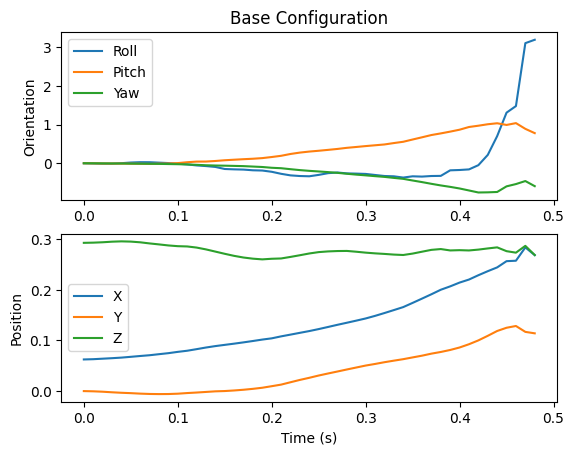 Base Configuration
Orientation
3
2
1
0
Roll
Pitch
Yaw
0.0 0.1 0.2 0.3 0.4 0.5
Position
0.3
0.2
0.1
0.0
X
Y
Z
0.0 0.1 0.2 0.3 0.4 0.5
Time (s)